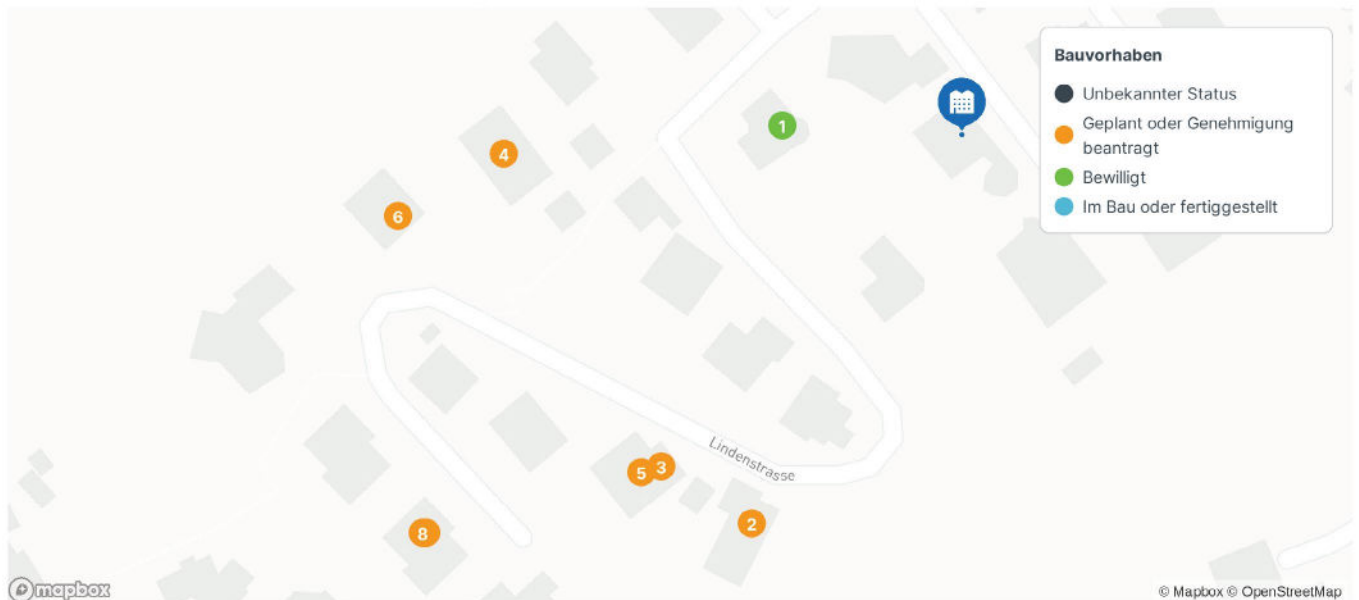 Bauvorhaben
Unbekannter Status
Geplant oder Genehmigung
beantragt
Bewilligt
Im Bau oder fertiggestellt
1
4
6
Lindenstrasse
5
3
2
8
mapbox
© Mapbox © OpenStreetMap